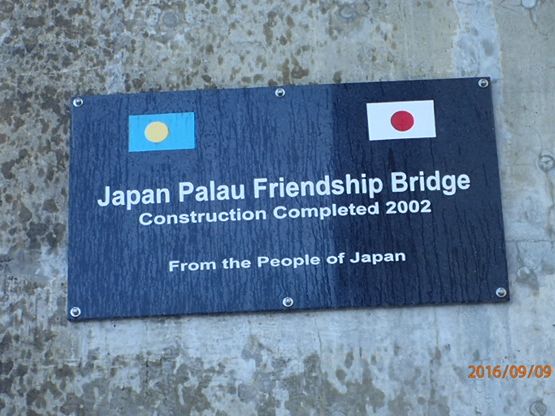 Japan Palau Friendship Bridge
Construction Completed 2002
From the People of Japan
2016/09/09